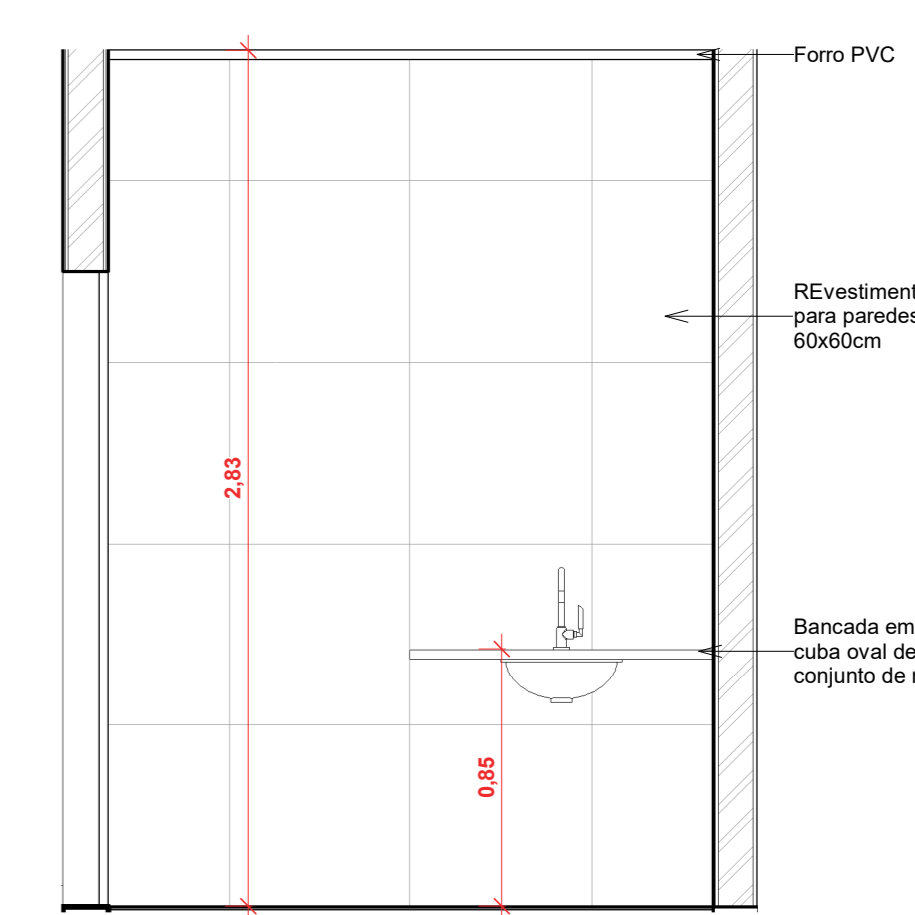 Forro PVC
REvestiment
para paredes
60x60cm
2,83
Bancada em
cuba oval de
conjunto de
0,85